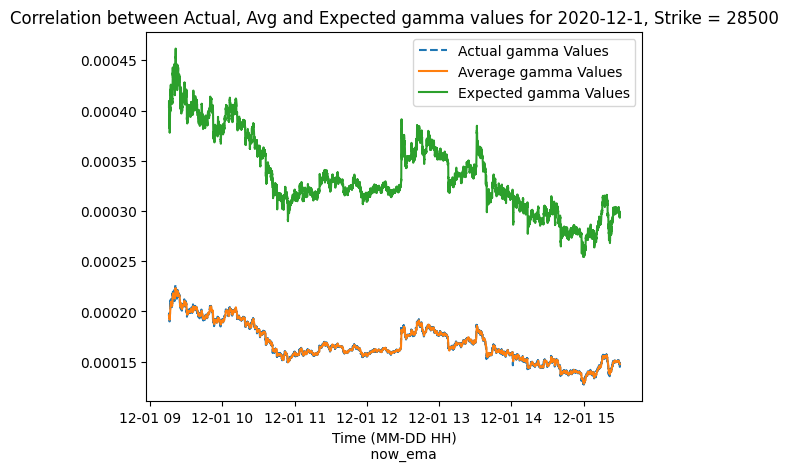 Correlation between Actual, Avg and Expected gamma values for 2020-12-1, Strike = 28500
Actual gamma Values
Average gamma Values
Expected gamma Values
0.00045
0.00040
0.00035
0.00030
0.00025
0.00020
0.00015
12-01 09 12-01 10 12-01 11 12-01 12 12-01 13 12-01 14 12-01 15
Time (MM-DD HH)
now_ema